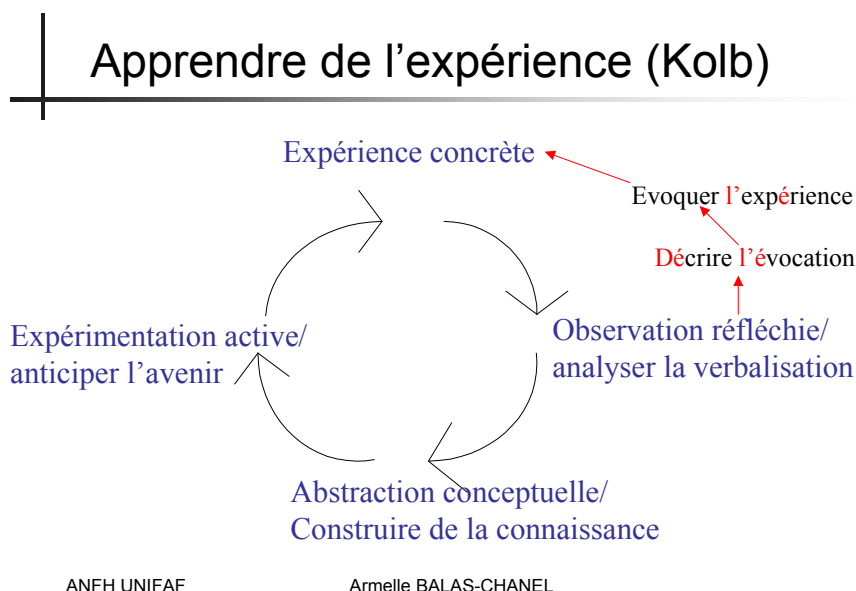 Apprendre de l’expérience (Kolb)
Expérience concrète
Evoquer l’expérience
Décrire l’évocation
Expérimentation active/
anticiper l’avenir
Observation réfléchie/
analyser la verbalisation
Abstraction conceptuelle/
Construire de la connaissance
ANFH UNIFAF
Armelle BALAS-CHANEL